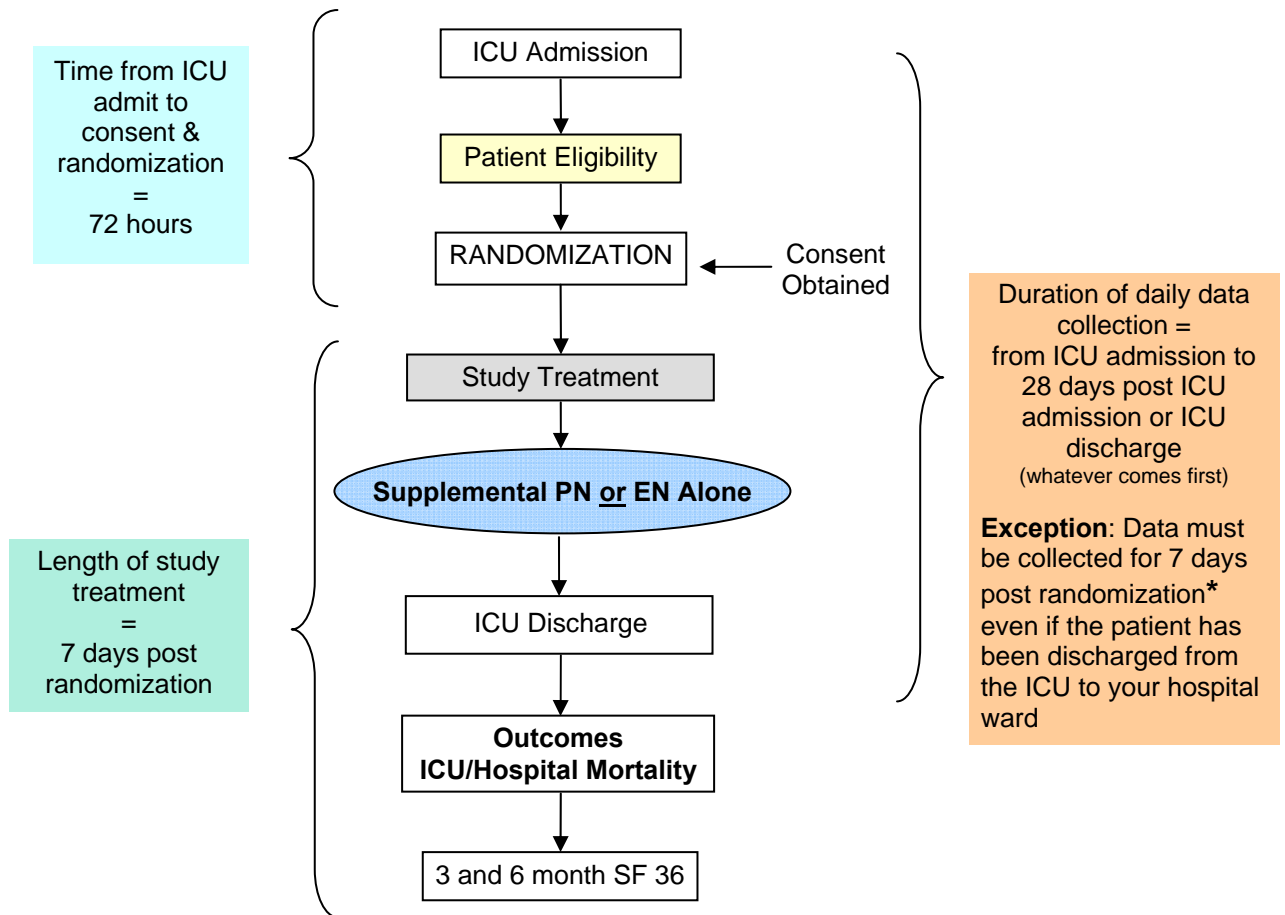 ICU Admission
Time from ICU
admit to
consent &
randomization
=
72 hours
Patient Eligibility
RANDOMIZATION
Consent
Obtained
Duration of daily data
collection =
from ICU admission to
28 days post ICU
admission or ICU
discharge
(whatever comes first)
Exception: Data must
be collected for 7 days
post randomization*
even if the patient has
been discharged from
the ICU to your hospital
ward
Study Treatment
Supplemental PN or EN Alone
Length of study
treatment
=
7 days post
randomization
ICU Discharge
Outcomes
ICU/Hospital Mortality
3 and 6 month SF 36